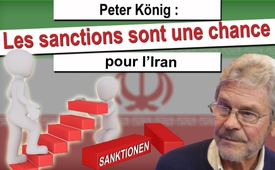 Peter König :
Les sanctions sont une chance
pour l'Iran
SANKTIONEN